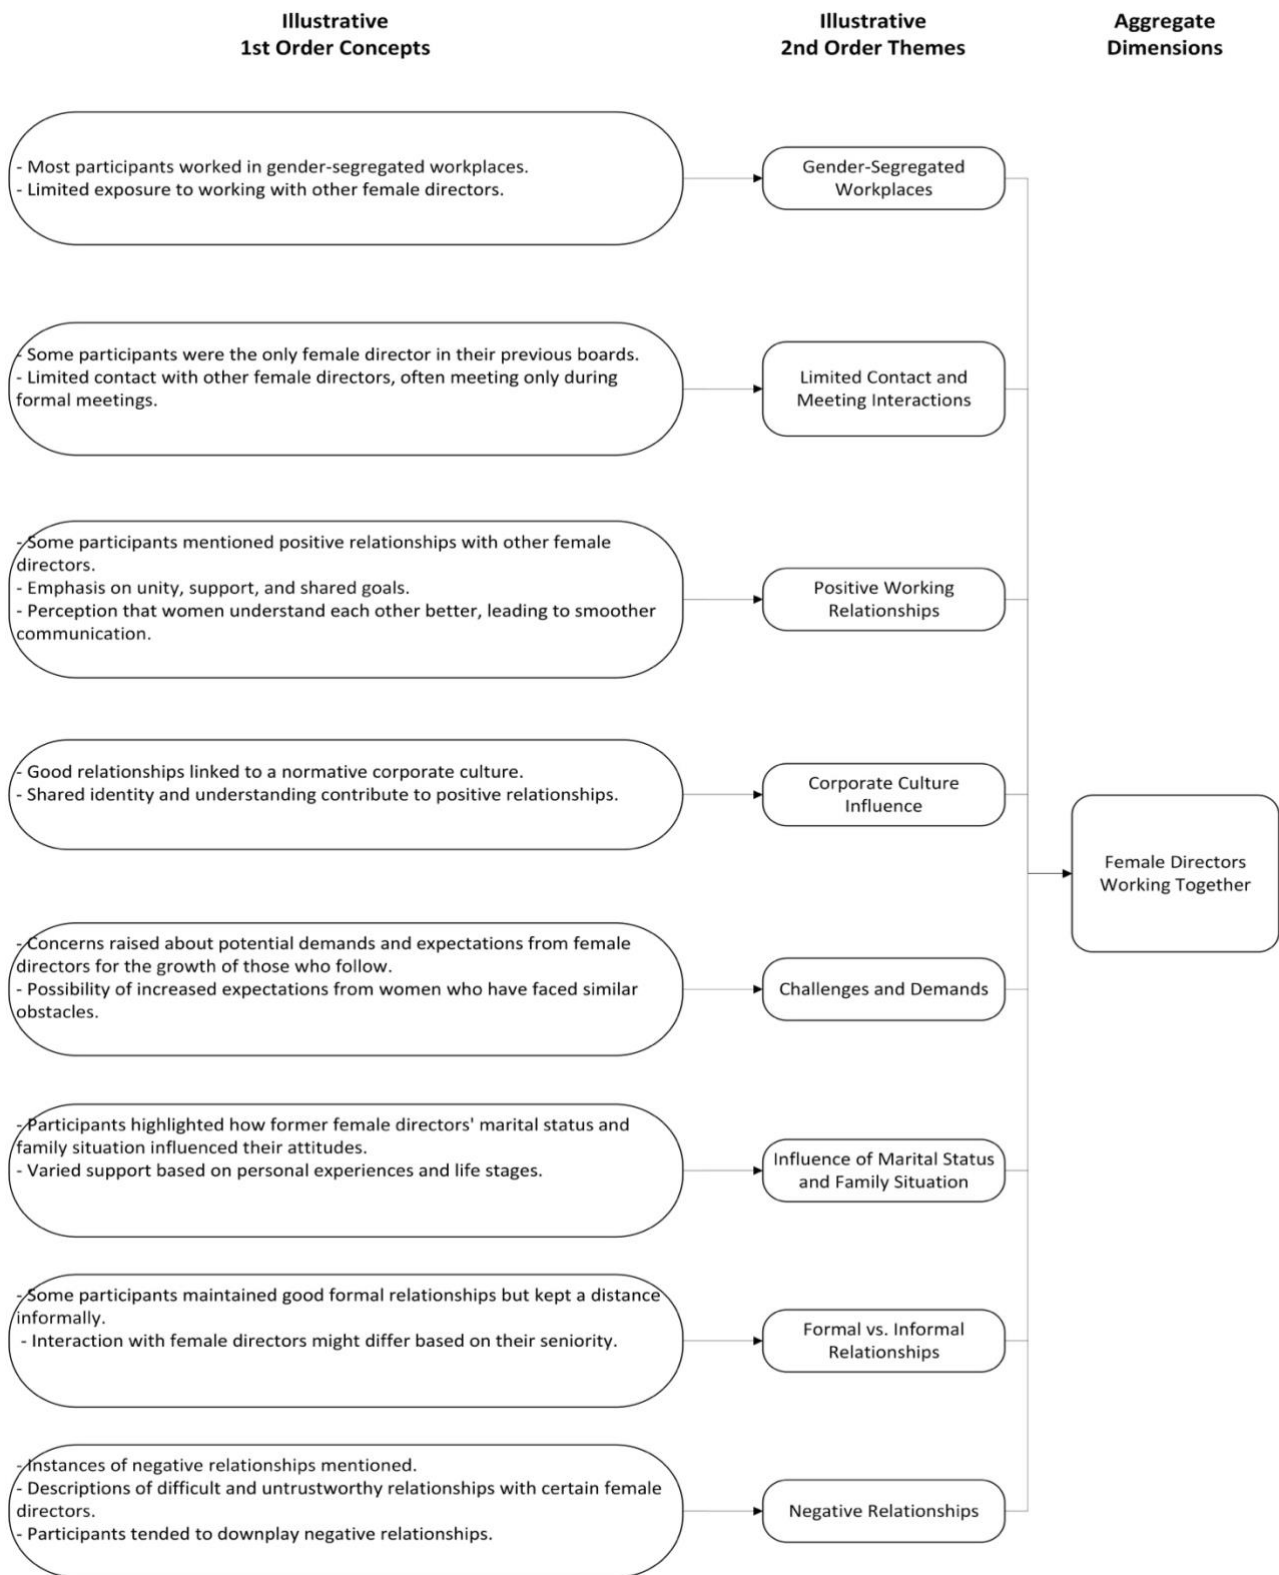 Illustrative
1st Order Concepts
Illustrative
2nd Order Themes
Aggregate
Dimensions
- Most participants worked in gender-segregated workplaces.
- Limited exposure to working with other female directors.
Gender-Segregated
Workplaces
- Some participants were the only female director in their previous boards.
- Limited contact with other female directors, often meeting only during
formal meetings.
Limited Contact and
Meeting Interactions
- Some participants mentioned positive relationships with other female
directors.
- Emphasis on unity, support, and shared goals.
- Perception that women understand each other better, leading to smoother
communication.
Positive Working
Relationships
- Good relationships linked to a normative corporate culture.
- Shared identity and understanding contribute to positive relationships.
Corporate Culture
Influence
Female Directors
Working Together
- Concerns raised about potential demands and expectations from female
directors for the growth of those who follow.
- Possibility of increased expectations from women who have faced similar
obstacles.
Challenges and Demands
- Participants highlighted how former female directors' marital status and
family situation influenced their attitudes.
- Varied support based on personal experiences and life stages.
Influence of Marital Status
and Family Situation
- Some participants maintained good formal relationships but kept a distance
informally.
- Interaction with female directors might differ based on their seniority.
Formal vs. Informal
Relationships
- Instances of negative relationships mentioned.
- Descriptions of difficult and untrustworthy relationships with certain female
directors.
- Participants tended to downplay negative relationships.
Negative Relationships